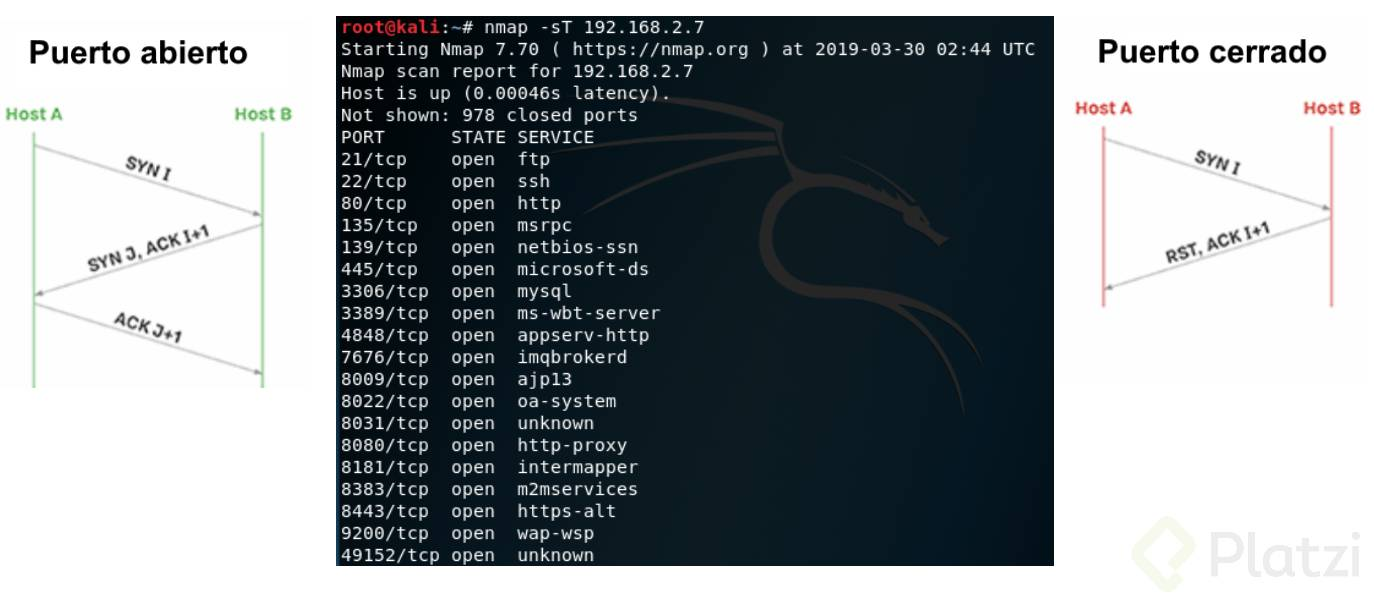 Puerto abierto
Host A
Host B
SYN I
SYN J, ACK I+1
ACK J+1
root@kali:~# nmap -sT 192.168.2.7
Starting Nmap 7.70 ( https://nmap.org ) at 2019-03-30 02:44 UTC
Nmap scan report for 192.168.2.7
Host is up (0.00046s latency).
Not shown: 978 closed ports
PORT STATE SERVICE
21/tcp open ftp
22/tcp open ssh
80/tcp open http
135/tcp open msrpc
139/tcp open netbios-ssn
445/tcp open microsoft-ds
3306/tcp open mysql
3389/tcp open ms-wbt-server
4848/tcp open appserv-http
7676/tcp open imqbrokerd
8009/tcp open ajp13
8022/tcp open oa-system
8031/tcp open unknown
8080/tcp open http-proxy
8181/tcp open intermapper
8383/tcp open m2mservices
8443/tcp open https-alt
9200/tcp open wap-wsp
49152/tcp open unknown
Puerto cerrado
Host A
Host B
SYN I
RST, ACK I+1
Platzi